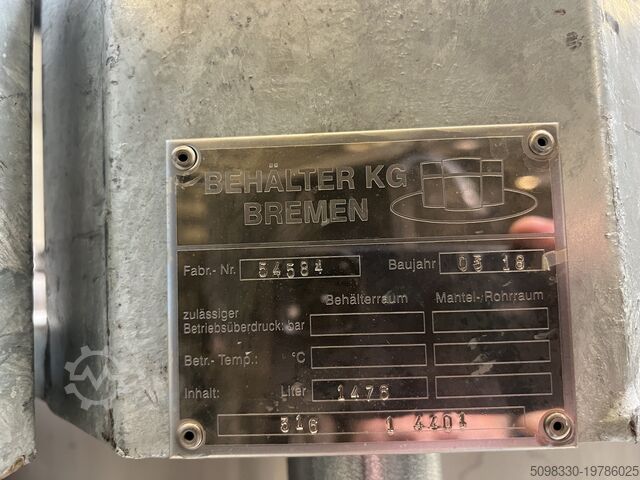 BEHÄLTER KG
BREMEN
Fabr.- Nr. 54584 Baujahr 03 18
Behälterraum Mantel-/Rohrraum
zulässiger
Betriebsüberdruck: bar
Betr.- Temp.: °C
Inhalt: Liter 1476
316 1 4401
5098330-19786025